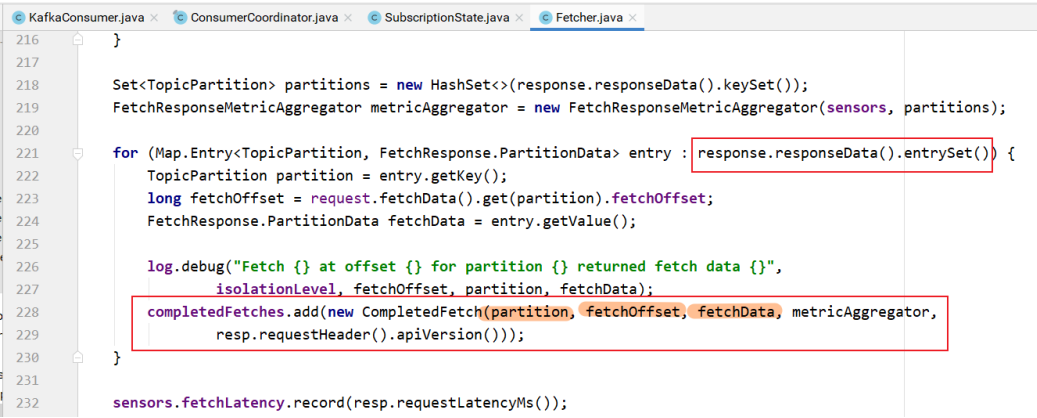 KafkaConsumer.java × ConsumerCoordinator.java × SubscriptionState.java × Fetcher.java ×
216 }
217
218 Set<TopicPartition> partitions = new HashSet<>(response.responseData().keySet());
219 FetchResponseMetricAggregator metricAggregator = new FetchResponseMetricAggregator(sensors, partitions);
220
221 for (Map.Entry<TopicPartition, FetchResponse.PartitionData> entry : response.responseData().entrySet()) {
222 TopicPartition partition = entry.getKey();
223 long fetchOffset = request.fetchData().get(partition).fetchOffset;
224 FetchResponse.PartitionData fetchData = entry.getValue();
225
226 log.debug("Fetch {} at offset {} for partition {} returned fetch data {}",
227 isolationLevel, fetchOffset, partition, fetchData);
228 completedFetches.add(new CompletedFetch(partition, fetchOffset, fetchData, metricAggregator,
229 resp.requestHeader().apiVersion()));
230 }
231
232 sensors.fetchLatency.record(resp.requestLatencyMs());